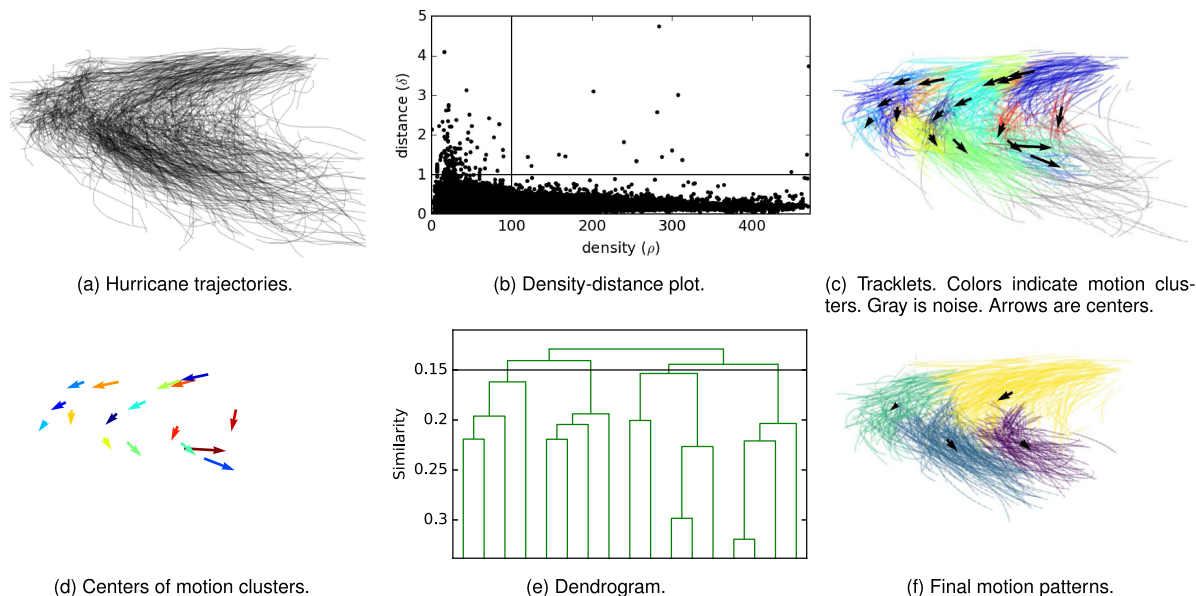 5
4
3
2
1
0
distance (δ)
0 100 200 300 400
density (ρ)
(a) Hurricane trajectories.
(b) Density-distance plot.
(c) Tracklets. Colors indicate motion clus-
ters. Gray is noise. Arrows are centers.
0.15
0.2
0.25
0.3
Similarity
(d) Centers of motion clusters.
(e) Dendrogram.
(f) Final motion patterns.